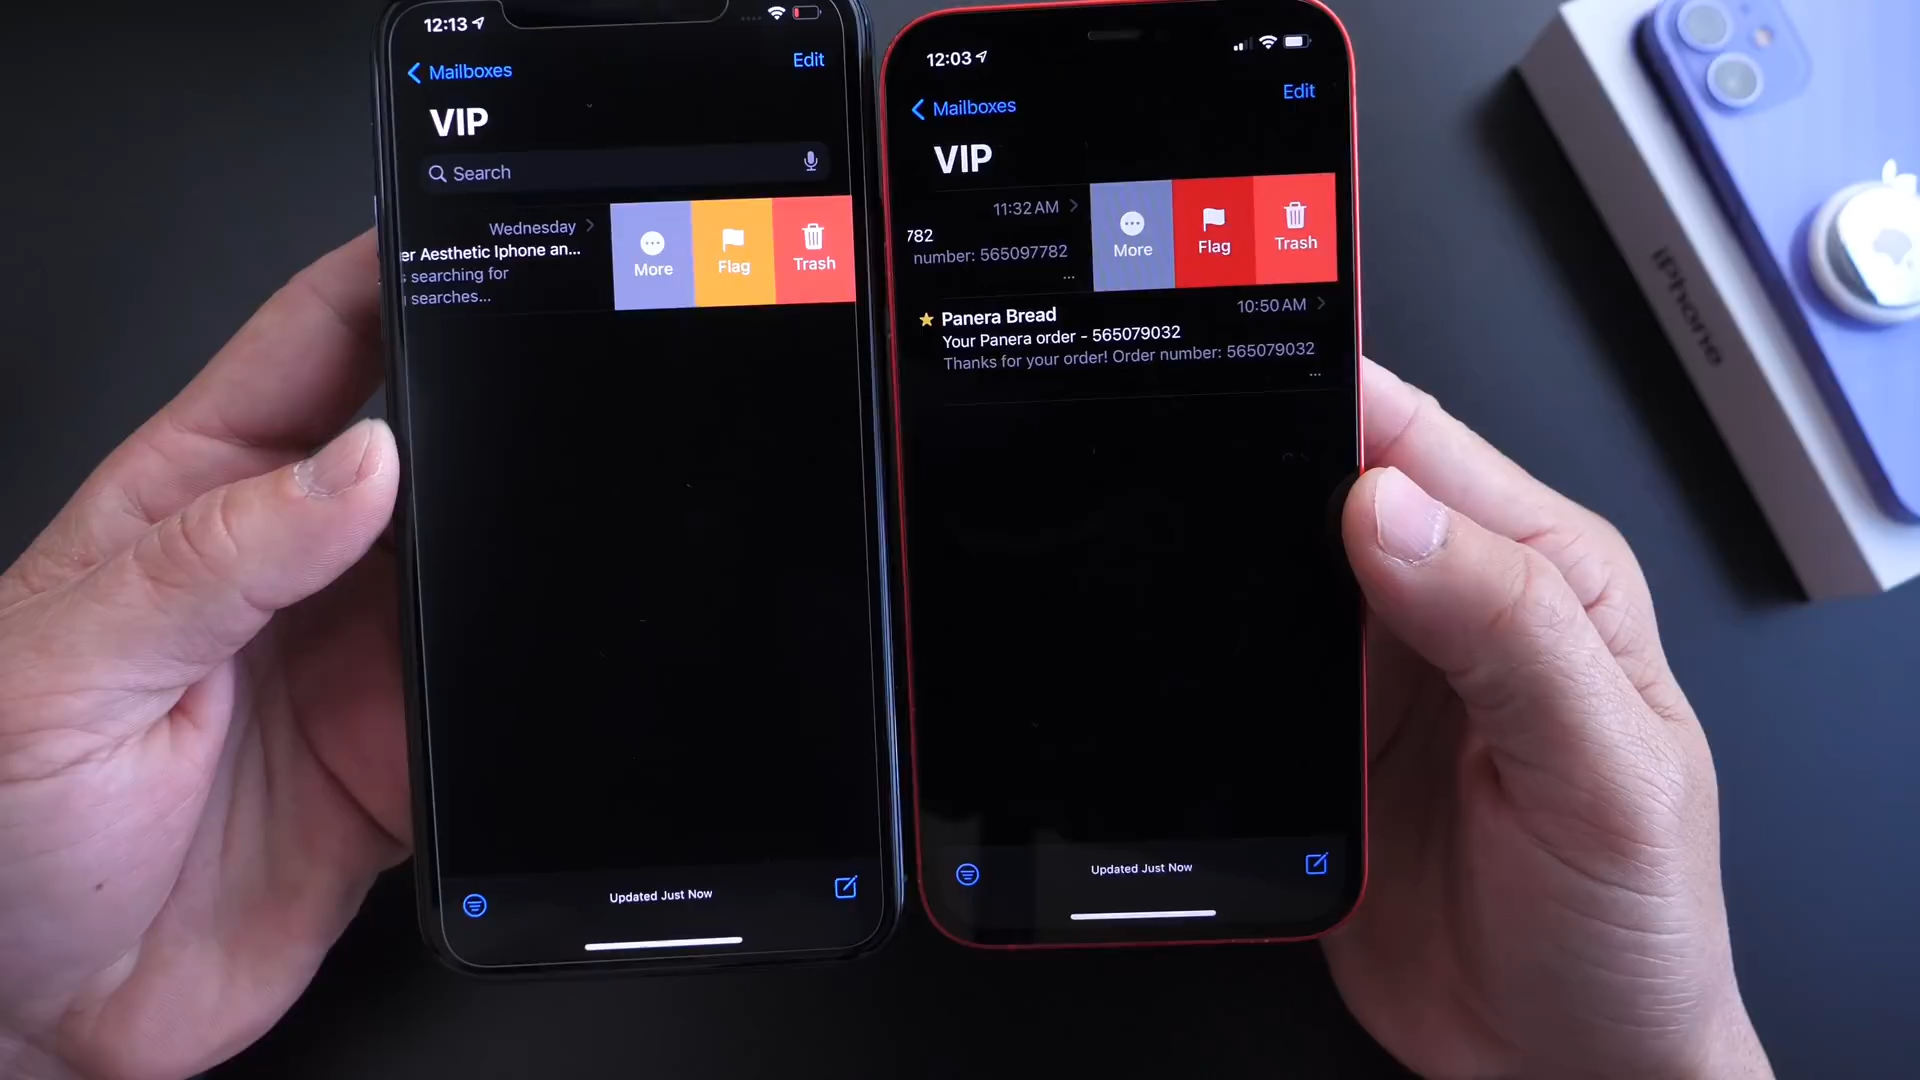 12:13
Mailboxes
Edit
VIP
Search
Wednesday
er Aesthetic Iphone an...
s searching for
searches...
More
Flag
Trash
Updated Just Now
12:03
Mailboxes
Edit
VIP
11:32 AM
782
number: 565097782
...
More
Flag
Trash
Panera Bread
10:50 AM
Your Panera order - 565079032
Thanks for your order! Order number: 565079032
...
Updated Just Now
iPhone